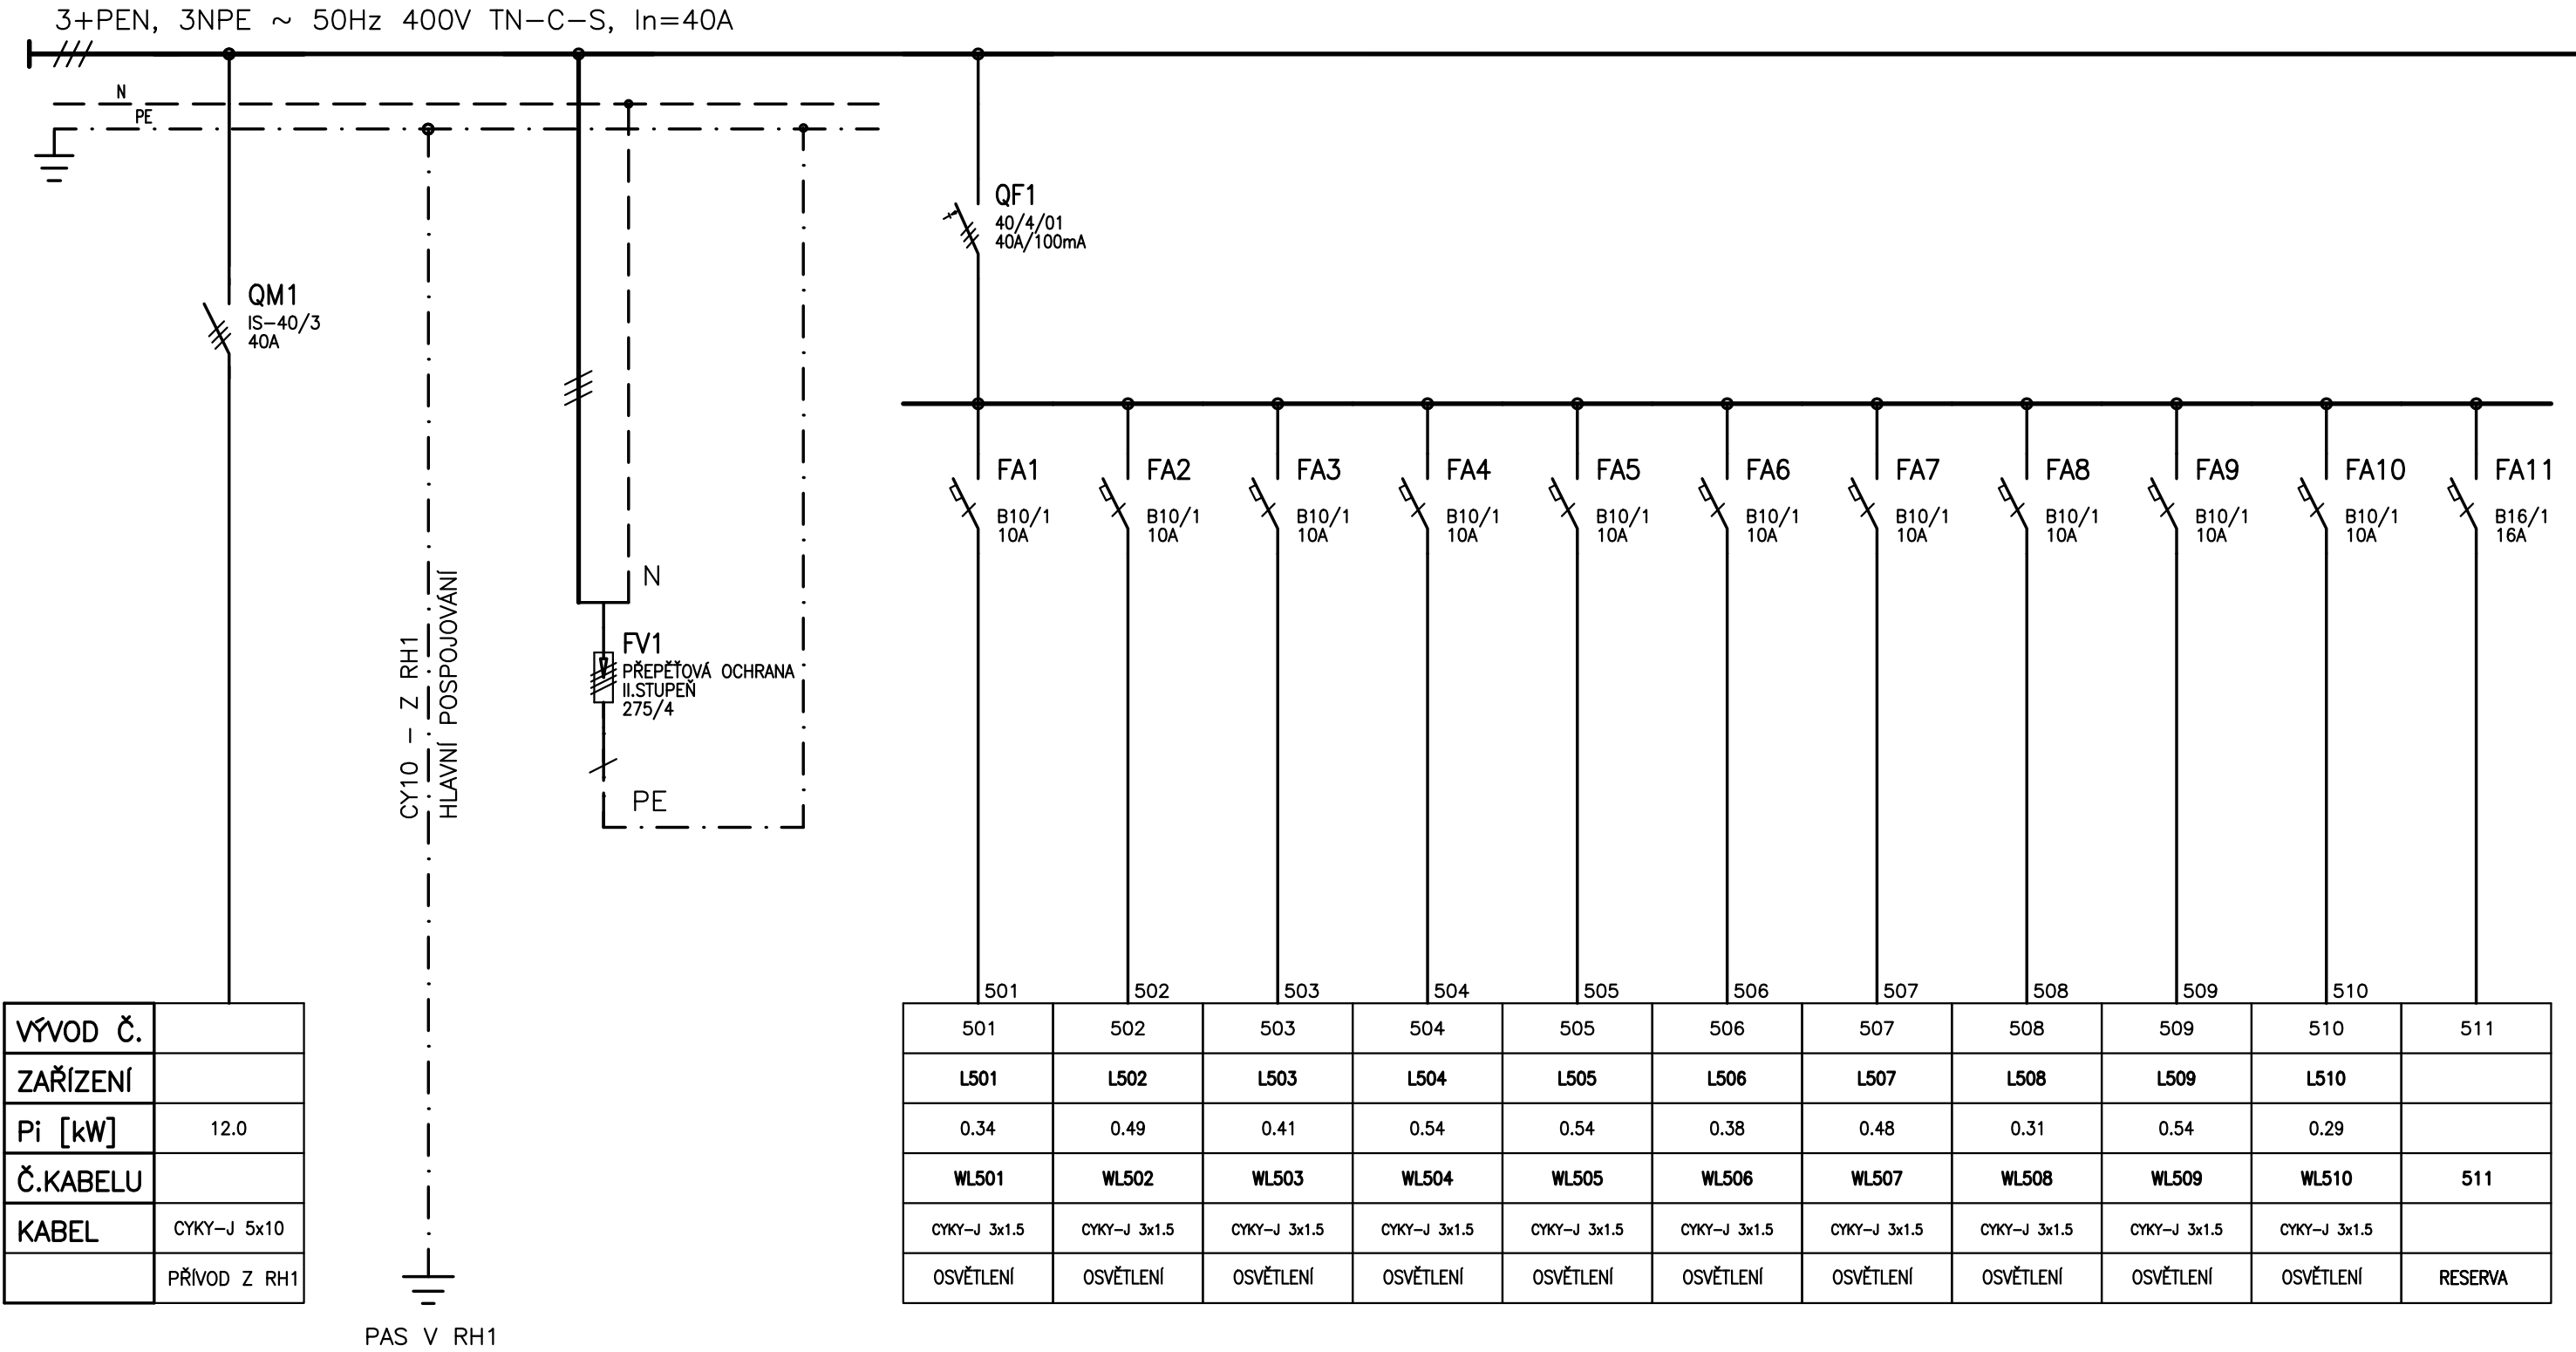 3+PEN, 3NPE ~ 50Hz 400V TN-C-S, In=40A
N
PE
QF1
40/4/01
40A/100mA
QM1
IS-40/3
40A
FA1
B10/1
10A
FA2
B10/1
10A
FA3
B10/1
10A
FA4
B10/1
10A
FA5
B10/1
10A
FA6
B10/1
10A
FA7
B10/1
10A
FA8
B10/1
10A
FA9
B10/1
10A
FA10
B10/1
10A
FA11
B16/1
16A
N
FV1
PŘEPĚŤOVÁ OCHRANA
II.STUPEŇ
275/4
PE
CY10 - Z RH1
HLAVNÍ POSPOJOVÁNÍ
501 502 503 504 505 506 507 508 509 510
VÝVOD Č. 501 502 503 504 505 506 507 508 509 510 511
ZAŘÍZENÍ L501 L502 L503 L504 L505 L506 L507 L508 L509 L510
Pi [kW] 12.0 0.34 0.49 0.41 0.54 0.54 0.38 0.48 0.31 0.54 0.29
Č.KABELU WL501 WL502 WL503 WL504 WL505 WL506 WL507 WL508 WL509 WL510 511
KABEL CYKY-J 5x10 CYKY-J 3x1.5 CYKY-J 3x1.5 CYKY-J 3x1.5 CYKY-J 3x1.5 CYKY-J 3x1.5 CYKY-J 3x1.5 CYKY-J 3x1.5 CYKY-J 3x1.5 CYKY-J 3x1.5 CYKY-J 3x1.5
PŘÍVOD Z RH1 OSVĚTLENÍ OSVĚTLENÍ OSVĚTLENÍ OSVĚTLENÍ OSVĚTLENÍ OSVĚTLENÍ OSVĚTLENÍ OSVĚTLENÍ OSVĚTLENÍ OSVĚTLENÍ RESERVA
PAS V RH1